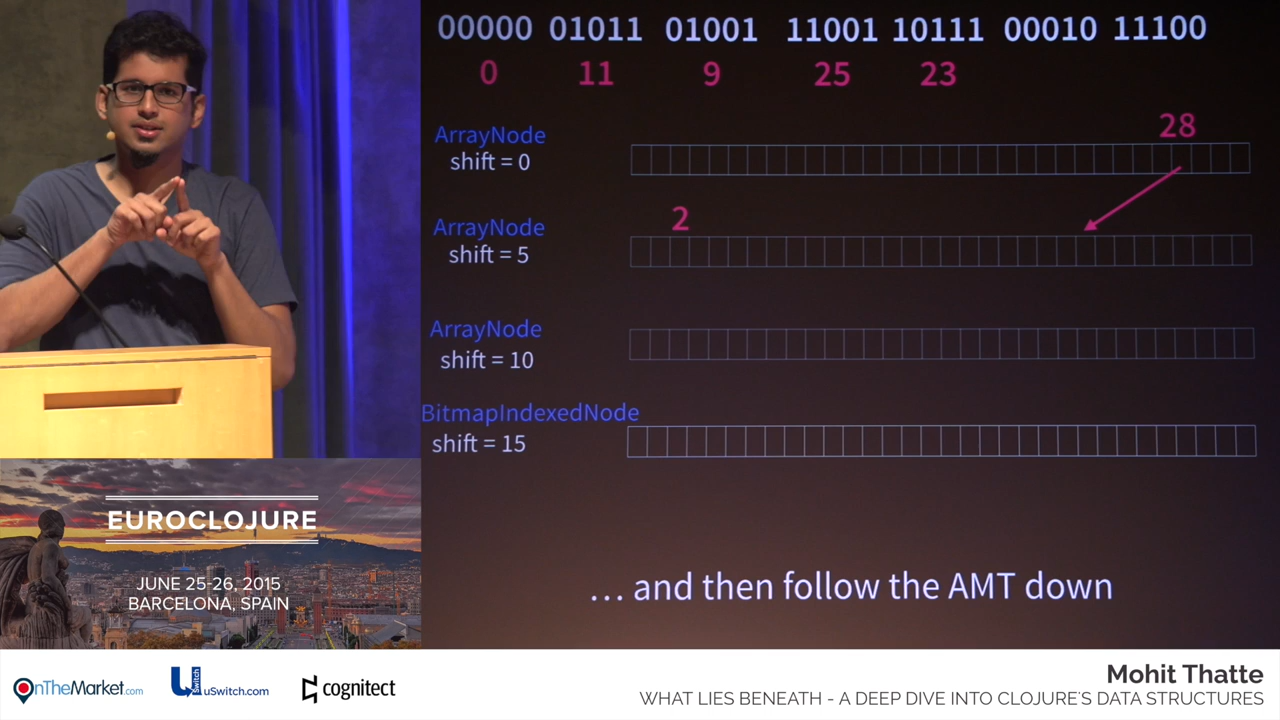 00000 01011 01001 11001 10111 00010 11100
0 11 9 25 23
28
ArrayNode
shift = 0
2
ArrayNode
shift = 5
ArrayNode
shift = 10
BitmapIndexedNode
shift = 15
... and then follow the AMT down
EUROCLOJURE
JUNE 25-26, 2015
BARCELONA, SPAIN
OnTheMarket.com
uSwitch
uSwitch.com
cognitect
Mohit Thatte
WHAT LIES BENEATH - A DEEP DIVE INTO CLOJURE'S DATA STRUCTURES